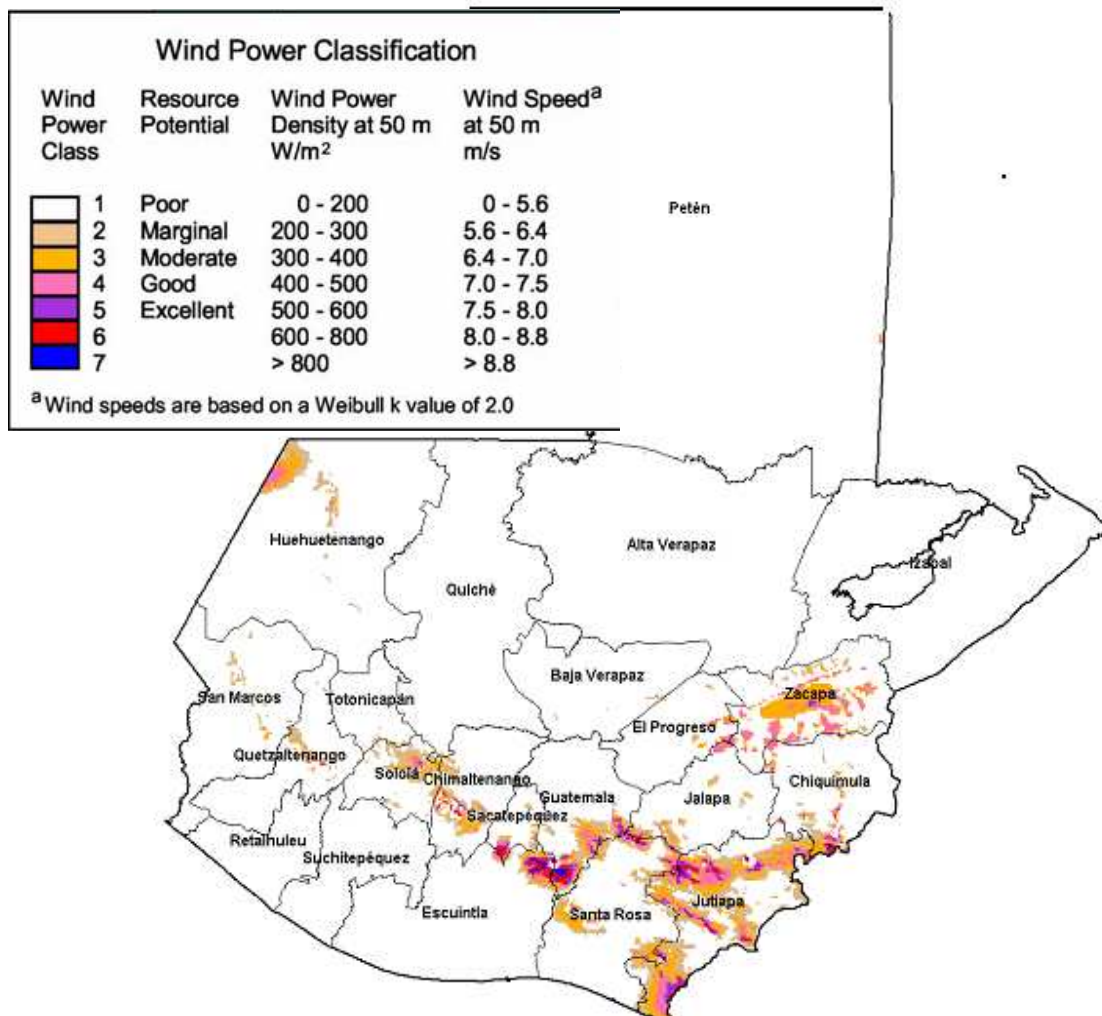 Wind Power Classification
Wind Power Class Resource Potential Wind Power Density at 50 m W/m² Wind Speedᵃ at 50 m m/s
1 Poor 0 - 200 0 - 5.6
2 Marginal 200 - 300 5.6 - 6.4
3 Moderate 300 - 400 6.4 - 7.0
4 Good 400 - 500 7.0 - 7.5
5 Excellent 500 - 600 7.5 - 8.0
6 600 - 800 8.0 - 8.8
7 > 800 > 8.8
ᵃ Wind speeds are based on a Weibull k value of 2.0
Petèn
Huehuetenango
Alta Verapaz
Izabal
Quichè
Baja Verapaz
San Marcos
Totonicapán
Zacapa
El Progreso
Quetzaltenango
Sololá
Chimaltenango
Chiquimula
Guatemala
Jalapa
Sacatepéquez
Retalhuleu
Suchitepéquez
Jutiapa
Escuintla
Santa Rosa